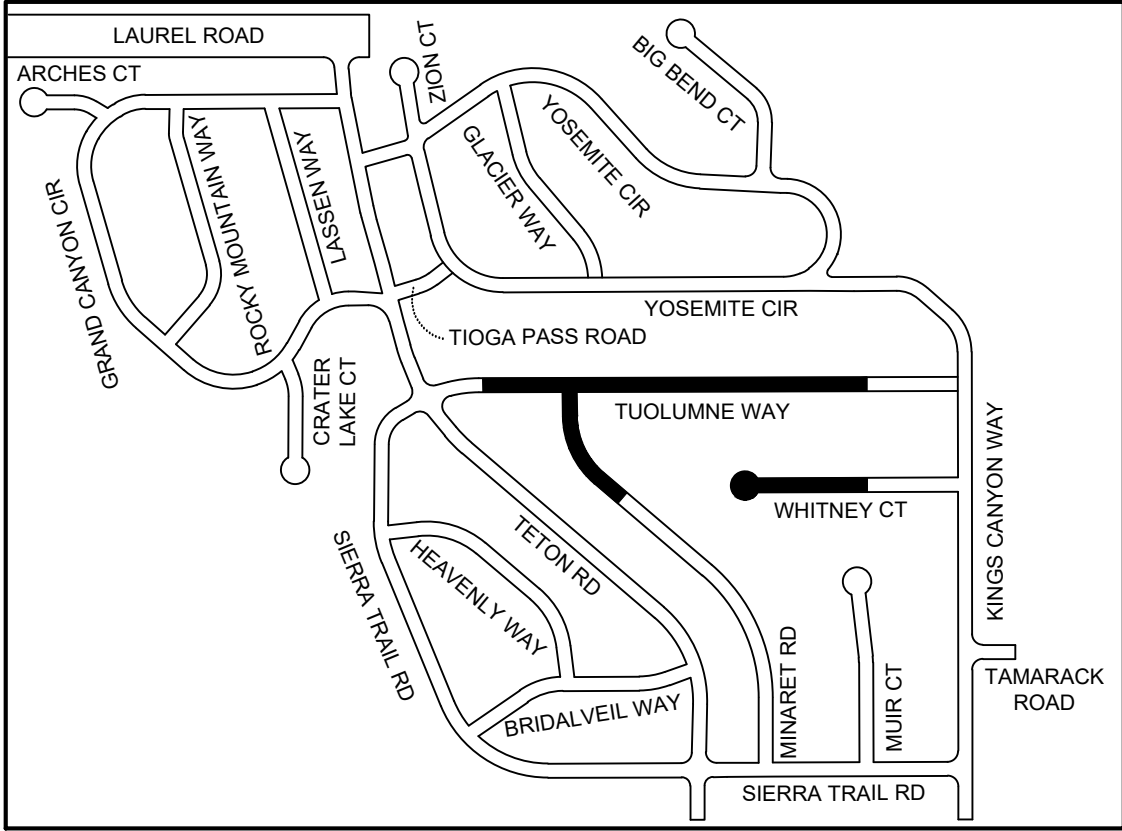 LAUREL ROAD
ARCHES CT
ZION CT
BIG BEND CT
YOSEMITE CIR
GLACIER WAY
LASSEN WAY
ROCKY MOUNTAIN WAY
GRAND CANYON CIR
YOSEMITE CIR
TIOGA PASS ROAD
CRATER
LAKE CT
TUOLUMNE WAY
KINGS CANYON WAY
WHITNEY CT
TETON RD
HEAVENLY WAY
SIERRA TRAIL RD
MINARET RD
MUIR CT
TAMARACK
ROAD
BRIDALVEIL WAY
SIERRA TRAIL RD